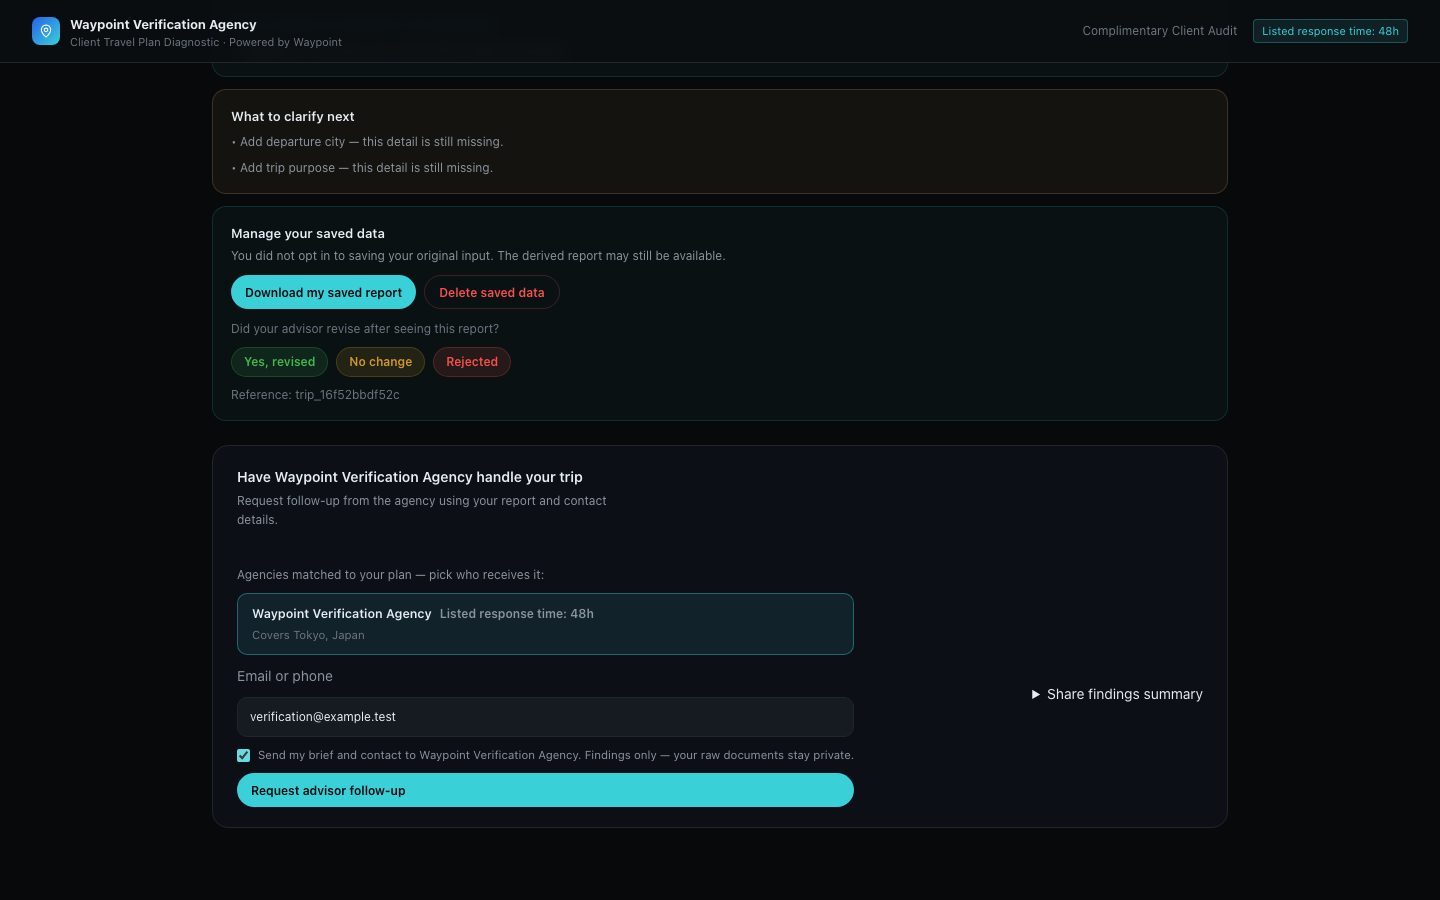 Waypoint Verification Agency
Client Travel Plan Diagnostic · Powered by Waypoint
Complimentary Client Audit
Listed response time: 48h
What to clarify next
• Add departure city — this detail is still missing.
• Add trip purpose — this detail is still missing.
Manage your saved data
You did not opt in to saving your original input. The derived report may still be available.
Download my saved report
Delete saved data
Did your advisor revise after seeing this report?
Yes, revised
No change
Rejected
Reference: trip_16f52bbdf52c
Have Waypoint Verification Agency handle your trip
Request follow-up from the agency using your report and contact
details.
Agencies matched to your plan — pick who receives it:
Waypoint Verification Agency Listed response time: 48h
Covers Tokyo, Japan
Email or phone
verification@example.test
Send my brief and contact to Waypoint Verification Agency. Findings only — your raw documents stay private.
Request advisor follow-up
▶ Share findings summary